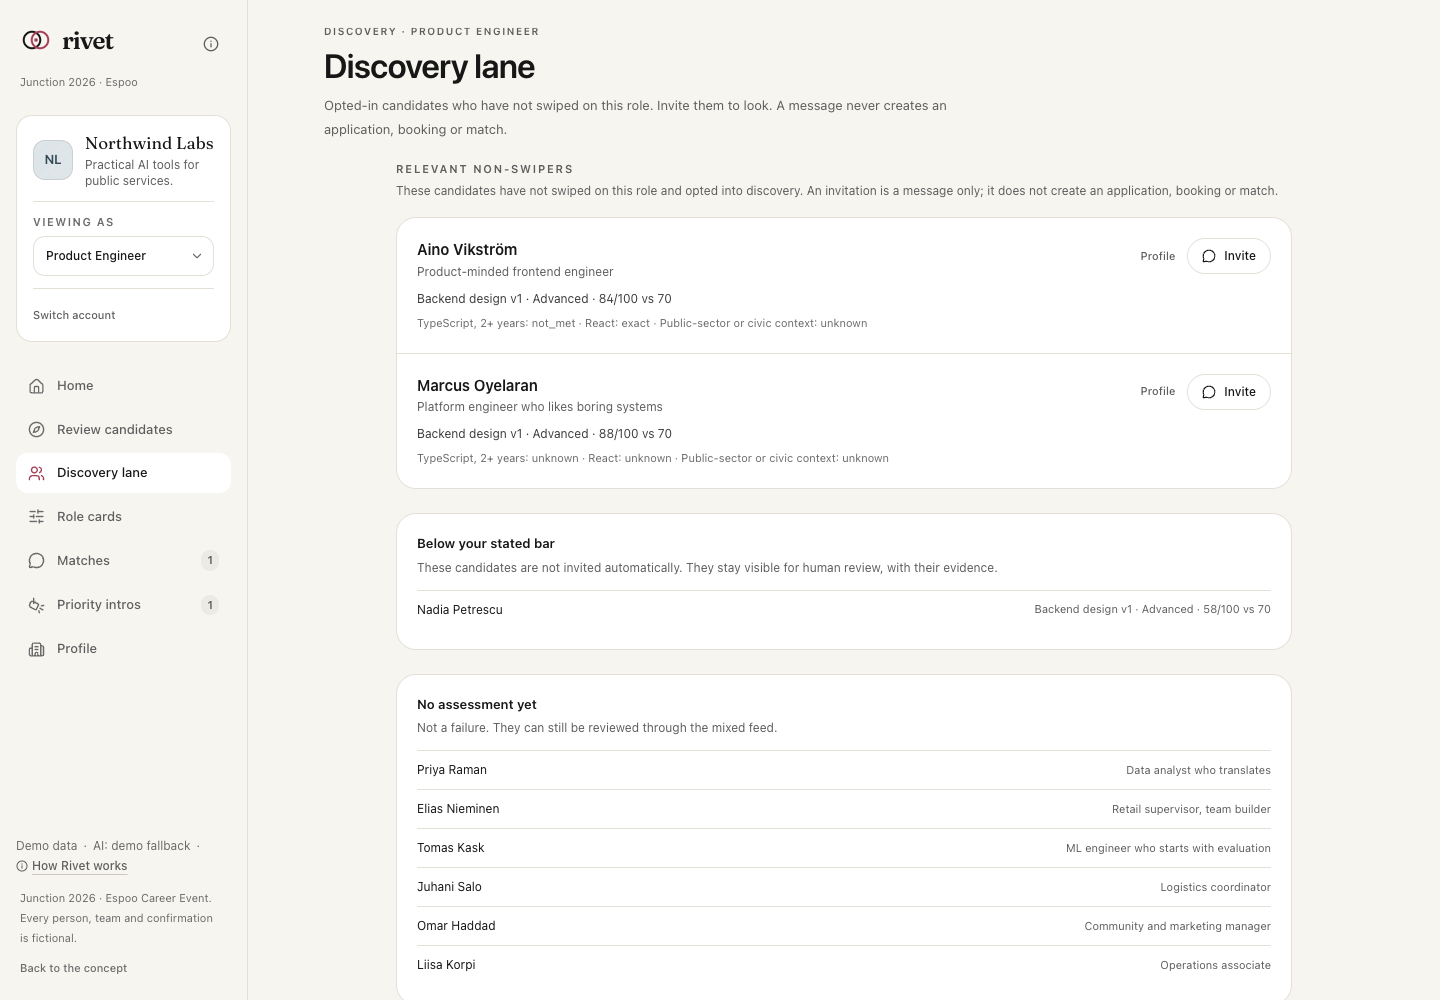 rivet
Junction 2026 · Espoo
NL
Northwind Labs
Practical AI tools for
public services.
VIEWING AS
Product Engineer
Switch account
Home
Review candidates
Discovery lane
Role cards
Matches 1
Priority intros 1
Profile
Demo data · AI: demo fallback ·
How Rivet works
Junction 2026 · Espoo Career Event.
Every person, team and confirmation
is fictional.
Back to the concept
DISCOVERY · PRODUCT ENGINEER
Discovery lane
Opted-in candidates who have not swiped on this role. Invite them to look. A message never creates an
application, booking or match.
RELEVANT NON-SWIPERS
These candidates have not swiped on this role and opted into discovery. An invitation is a message only; it does not create an application, booking or match.
Aino Vikström
Profile Invite
Product-minded frontend engineer
Backend design v1 · Advanced · 84/100 vs 70
TypeScript, 2+ years: not_met · React: exact · Public-sector or civic context: unknown
Marcus Oyelaran
Profile Invite
Platform engineer who likes boring systems
Backend design v1 · Advanced · 88/100 vs 70
TypeScript, 2+ years: unknown · React: unknown · Public-sector or civic context: unknown
Below your stated bar
These candidates are not invited automatically. They stay visible for human review, with their evidence.
Nadia Petrescu Backend design v1 · Advanced · 58/100 vs 70
No assessment yet
Not a failure. They can still be reviewed through the mixed feed.
Priya Raman Data analyst who translates
Elias Nieminen Retail supervisor, team builder
Tomas Kask ML engineer who starts with evaluation
Juhani Salo Logistics coordinator
Omar Haddad Community and marketing manager
Liisa Korpi Operations associate